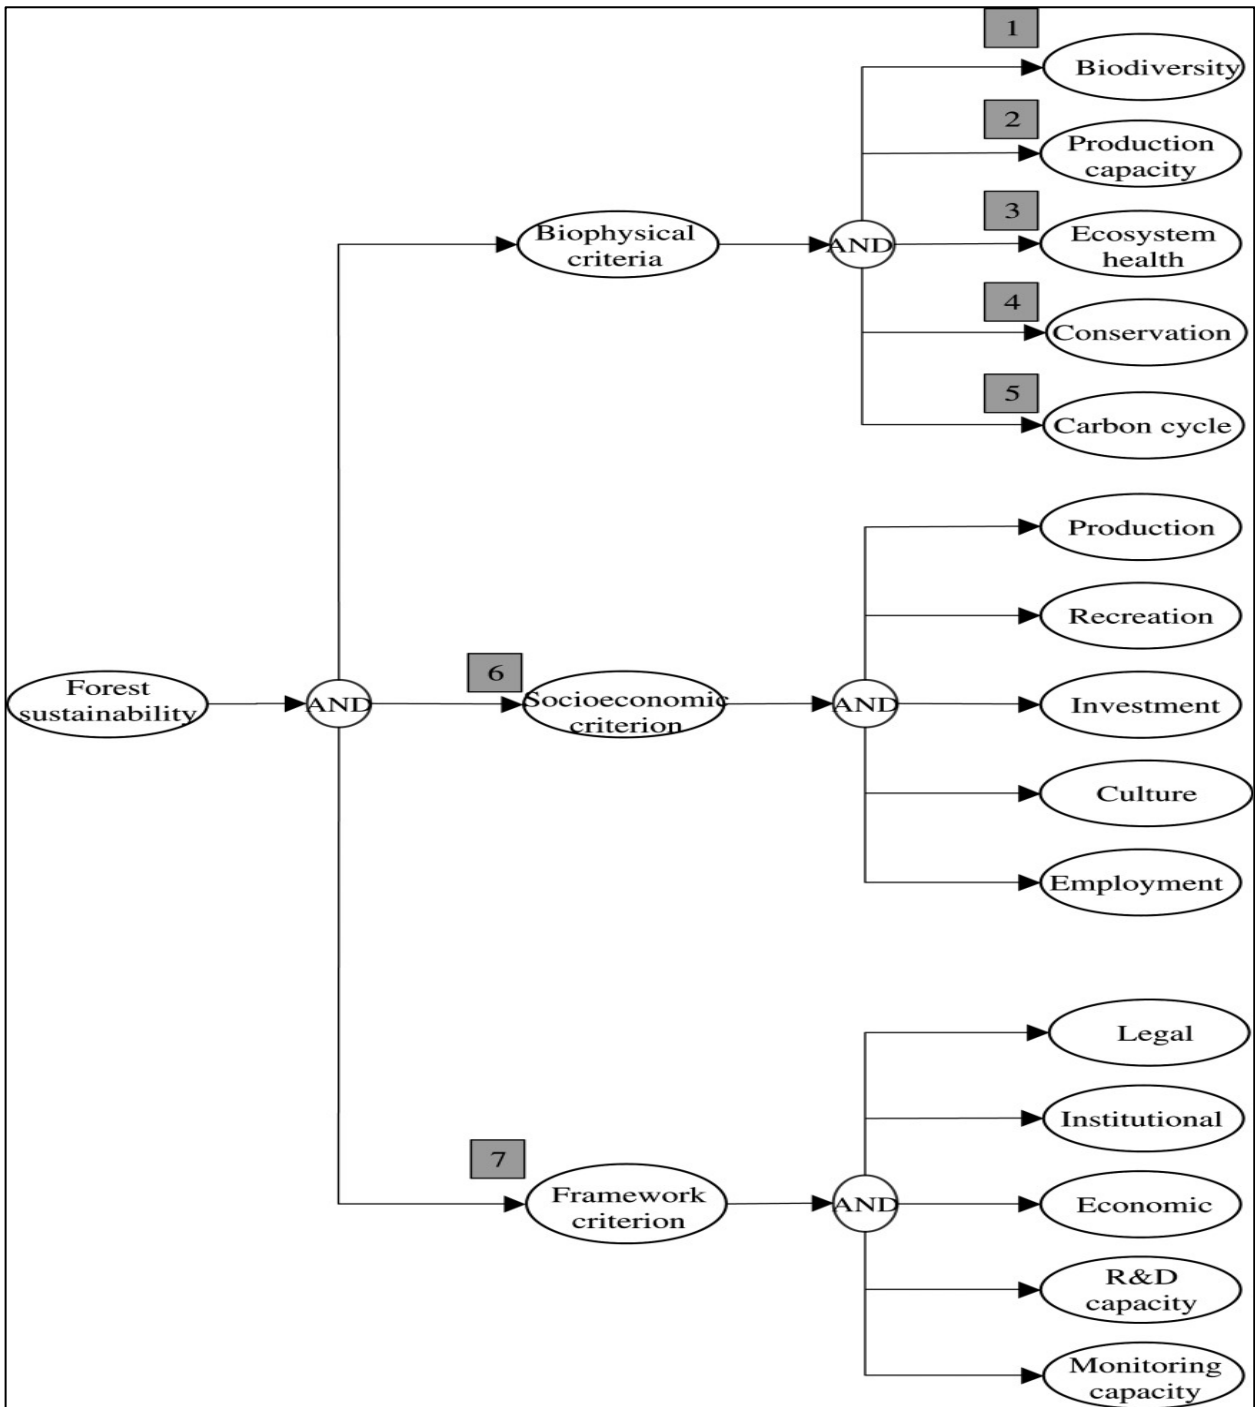 1
Biodiversity
2
Production
capacity
3
Ecosystem
health
Biophysical
criteria
AND
4
Conservation
5
Carbon cycle
Production
Recreation
Forest
sustainability
AND
6
Socioeconomic
criterion
AND
Investment
Culture
Employment
Legal
Institutional
7
Framework
criterion
AND
Economic
R&D
capacity
Monitoring
capacity